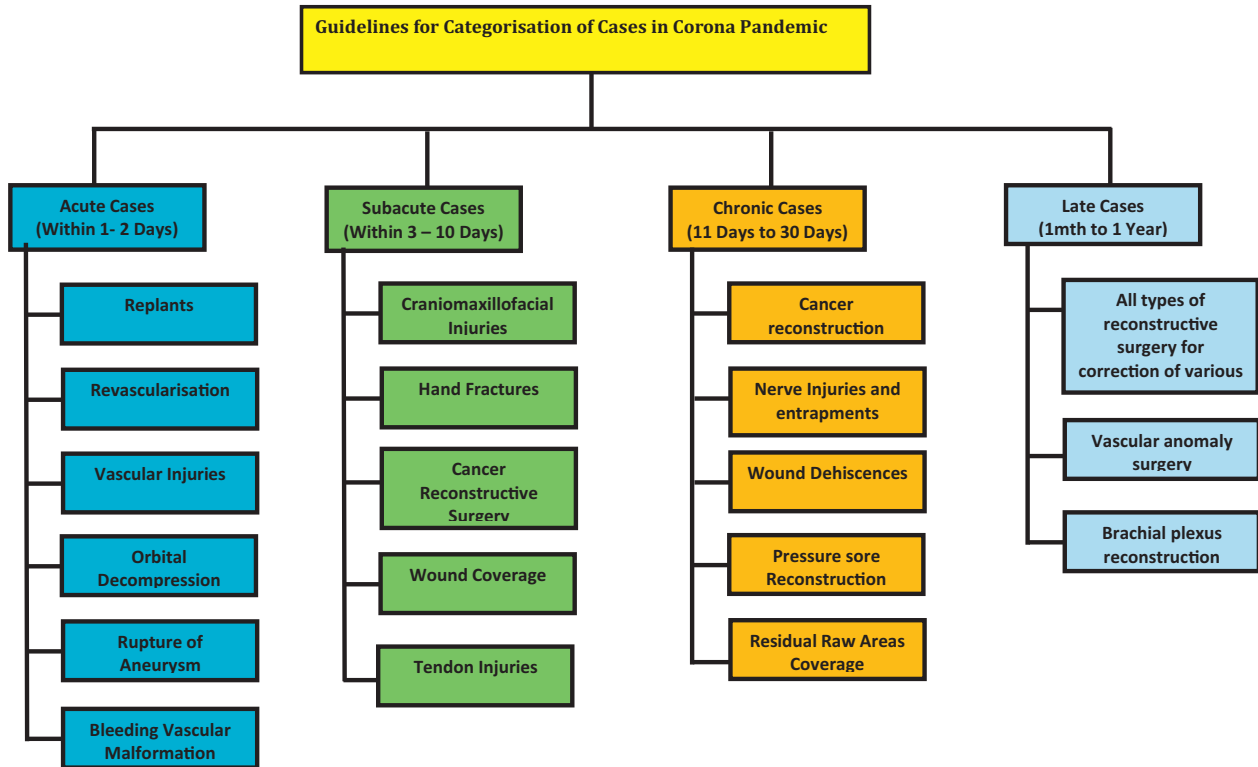 Guidelines for Categorisation of Cases in Corona Pandemic
Acute Cases
(Within 1- 2 Days)
Replants
Revascularisation
Vascular Injuries
Orbital
Decompression
Rupture of
Aneurysm
Bleeding Vascular
Malformation
Subacute Cases
(Within 3 – 10 Days)
Craniomaxillofacial
Injuries
Hand Fractures
Cancer
Reconstructive
Surgery
Wound Coverage
Tendon Injuries
Chronic Cases
(11 Days to 30 Days)
Cancer
reconstruction
Nerve Injuries and
entrapments
Wound Dehiscences
Pressure sore
Reconstruction
Residual Raw Areas
Coverage
Late Cases
(1mth to 1 Year)
All types of
reconstructive
surgery for
correction of various
Vascular anomaly
surgery
Brachial plexus
reconstruction